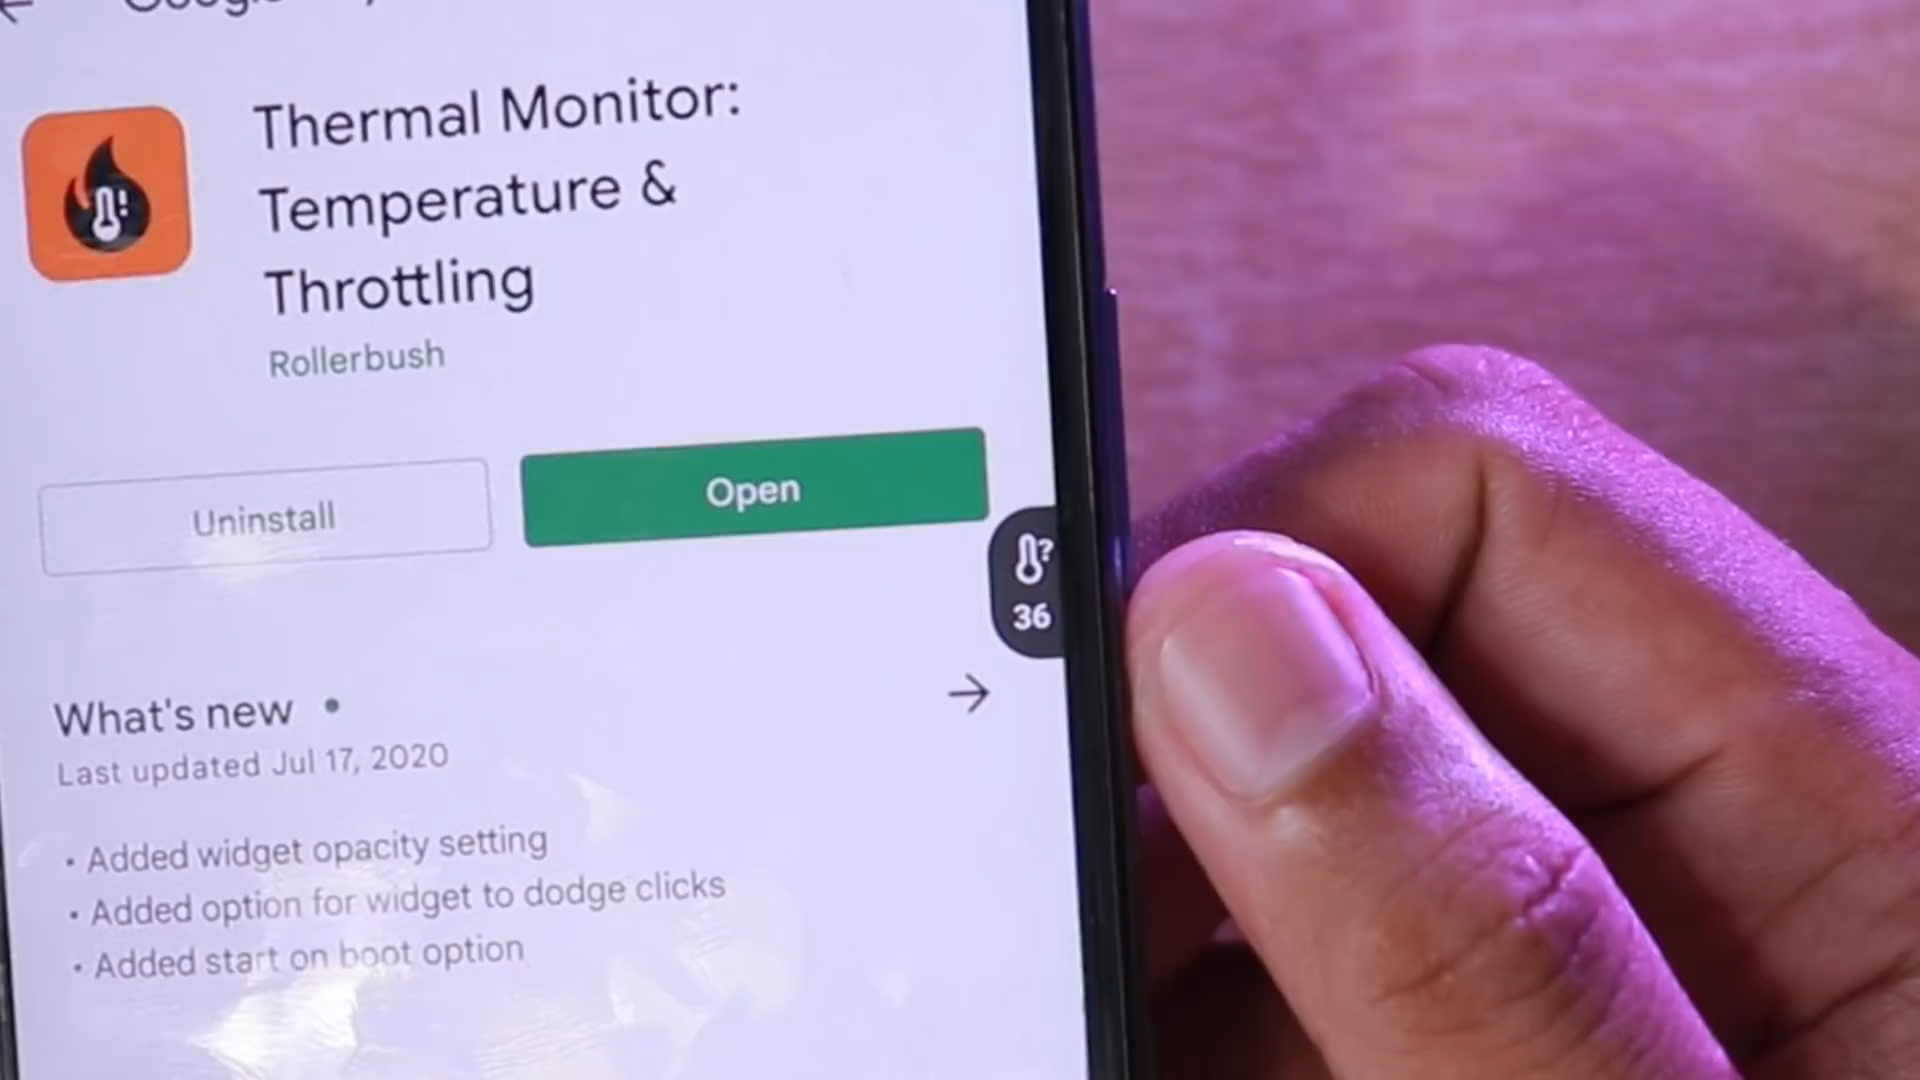 Thermal Monitor:
Temperature &
Throttling
Rollerbush
Uninstall
Open
?
36
What's new •
Last updated Jul 17, 2020
• Added widget opacity setting
• Added option for widget to dodge clicks
• Added start on boot option